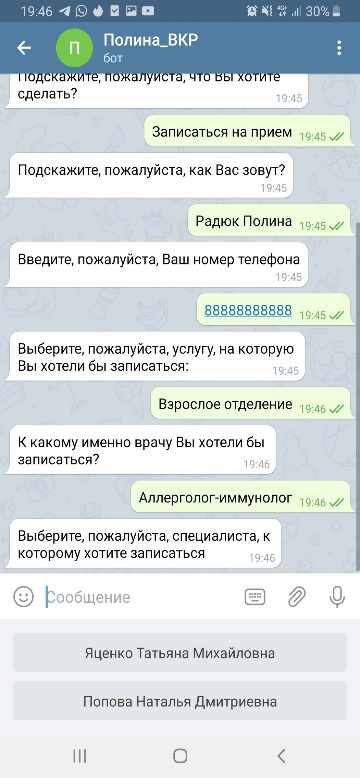 19:46
30%
П
Полина_ВКР
бот
Подскажите, пожалуйста, что Вы хотите
сделать?
19:45
Записаться на прием
19:45
Подскажите, пожалуйста, как Вас зовут?
19:45
Радюк Полина
19:45
Введите, пожалуйста, Ваш номер телефона
19:45
88888888888
19:45
Выберите, пожалуйста, услугу, на которую
Вы хотели бы записаться:
19:45
Взрослое отделение
19:46
К какому именно врачу Вы хотели бы
записаться?
19:46
Аллерголог-иммунолог
19:46
Выберите, пожалуйста, специалиста, к
которому хотите записаться
19:46
Сообщение
Яценко Татьяна Михайловна
Попова Наталья Дмитриевна